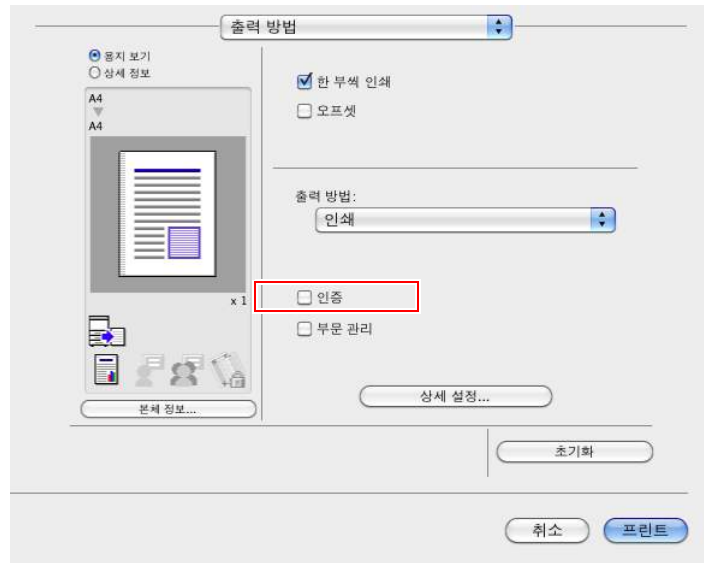 출력 방법
용지 보기
상세 정보
A4
A4
x 1
본체 정보...
한 부씩 인쇄
오프셋
출력 방법:
인쇄
인증
부문 관리
상세 설정...
초기화
취소
프린트